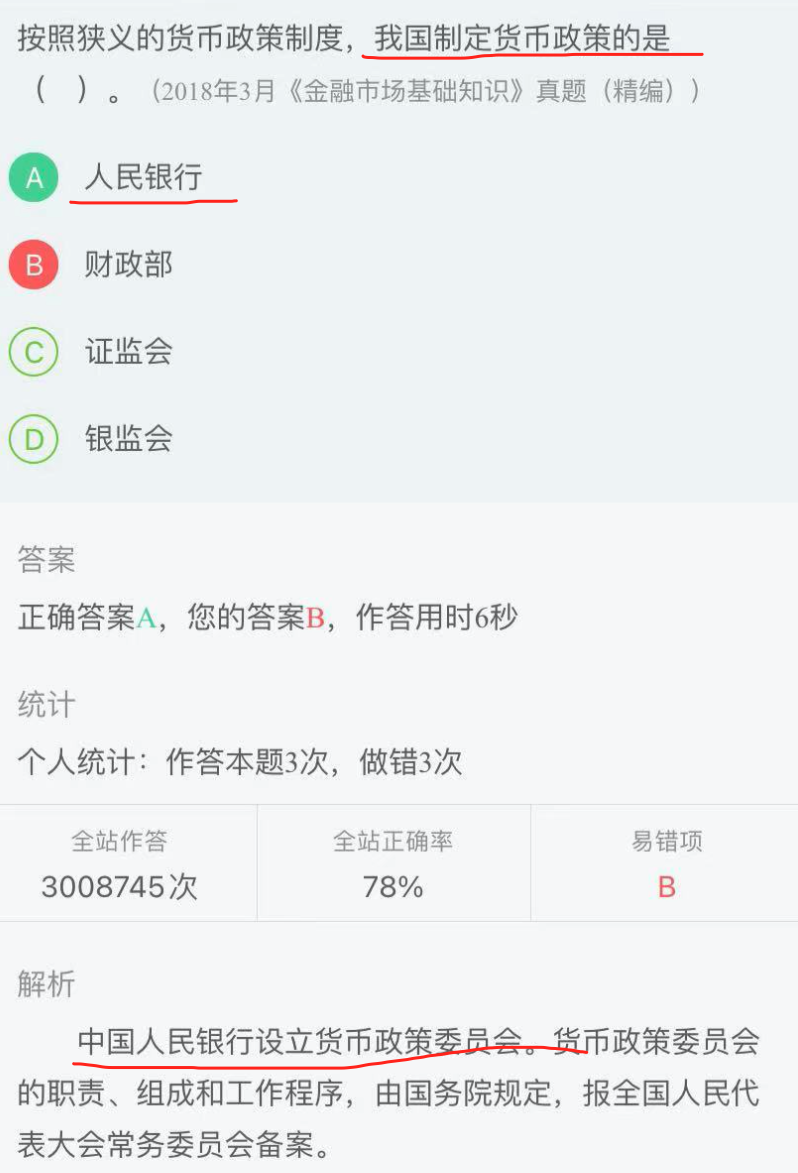 按照狭义的货币政策制度，我国制定货币政策的是
（ ）。（2018年3月《金融市场基础知识》真题（精编））
A 人民银行
B 财政部
C 证监会
D 银监会
答案
正确答案A，您的答案B，作答用时6秒
统计
个人统计：作答本题3次，做错3次
全站作答 全站正确率 易错项
3008745次 78% B
解析
中国人民银行设立货币政策委员会。货币政策委员会
的职责、组成和工作程序，由国务院规定，报全国人民代
表大会常务委员会备案。